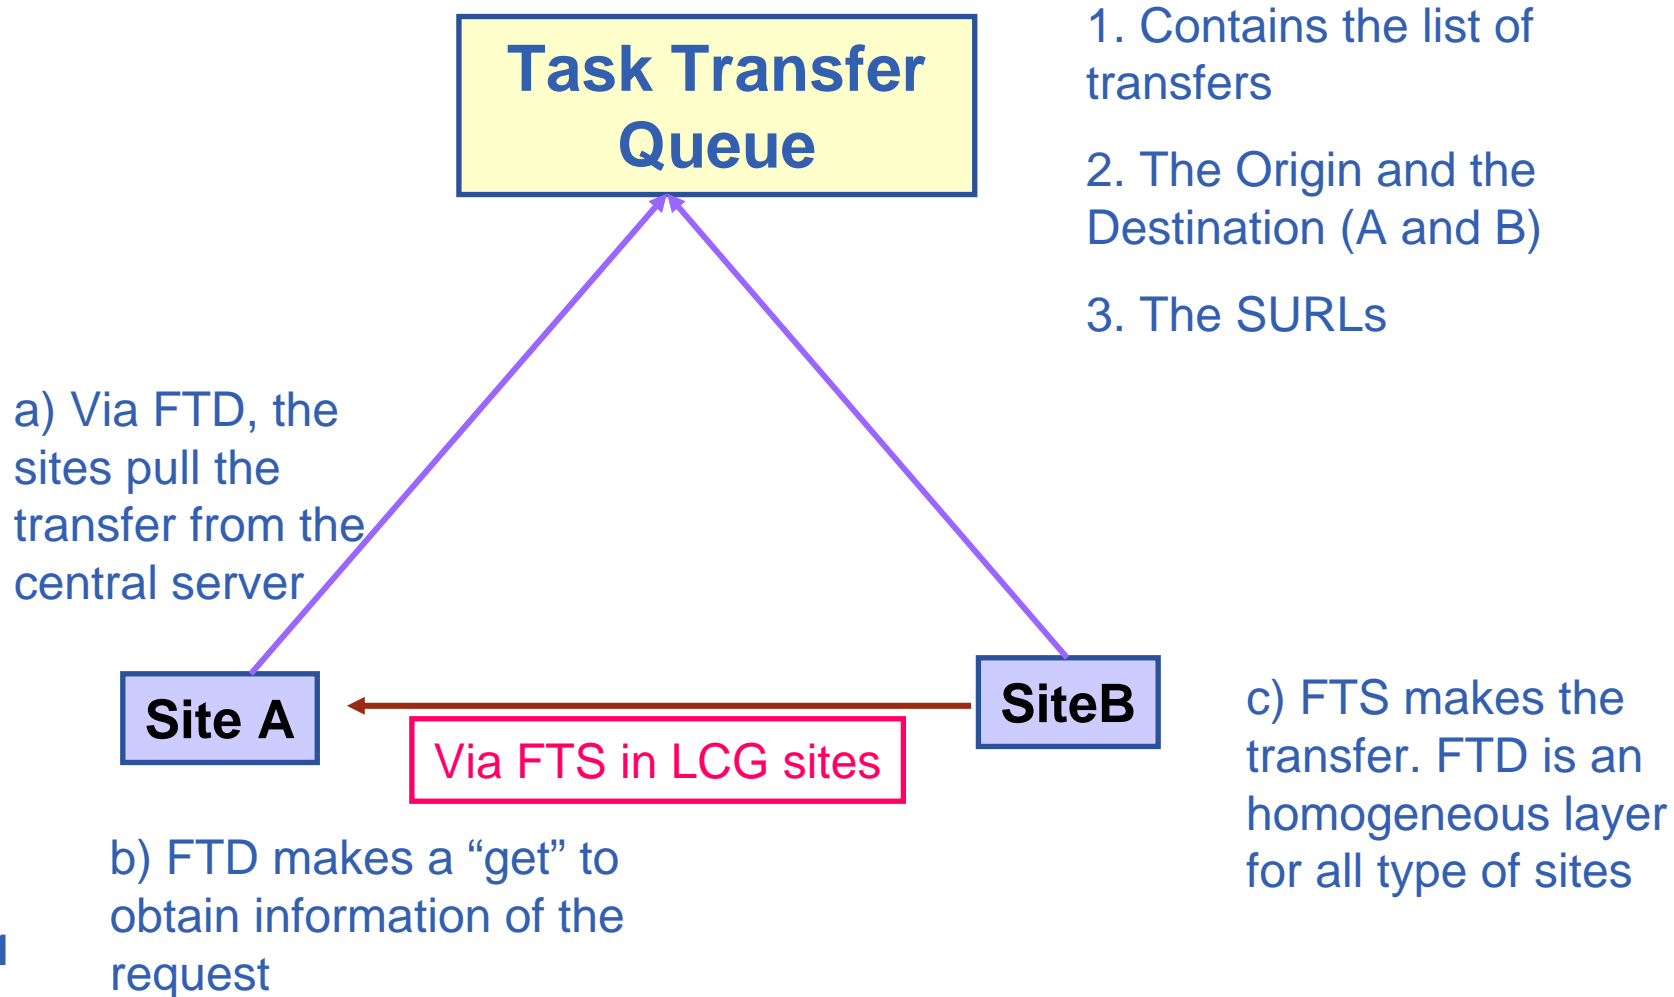 Task Transfer
Queue
1. Contains the list of
transfers
2. The Origin and the
Destination (A and B)
3. The SURLs
a) Via FTD, the
sites pull the
transfer from the
central server
Site A
SiteB
Via FTS in LCG sites
b) FTD makes a “get” to
obtain information of the
request
c) FTS makes the
transfer. FTD is an
homogeneous layer
for all type of sites